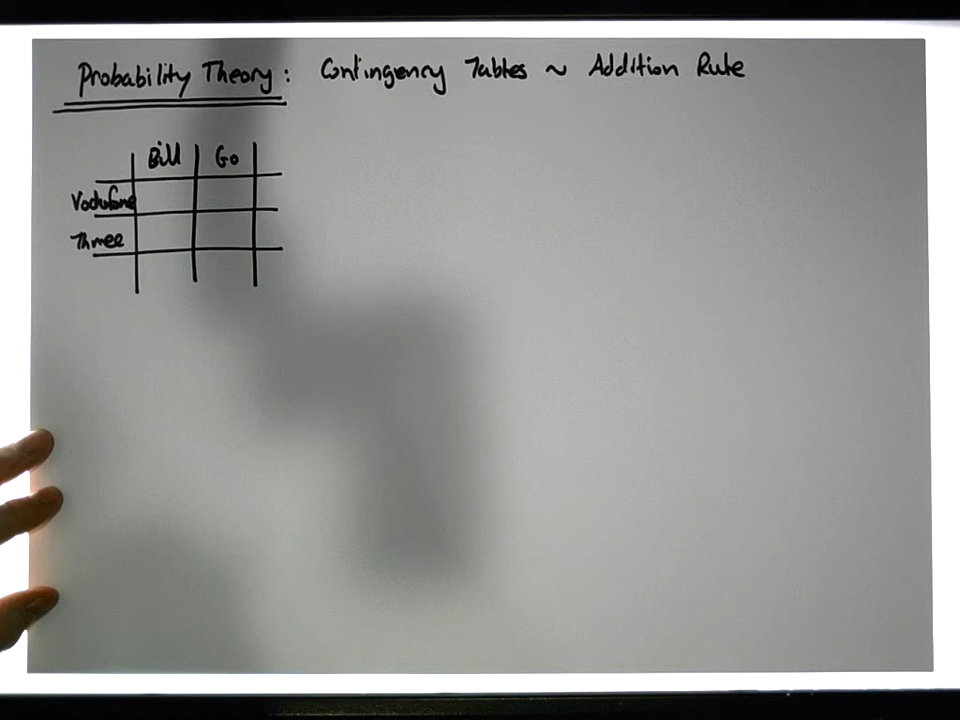 Probability Theory: Contingency Tables ~ Addition Rule
Bill Go
Vodafone
Three